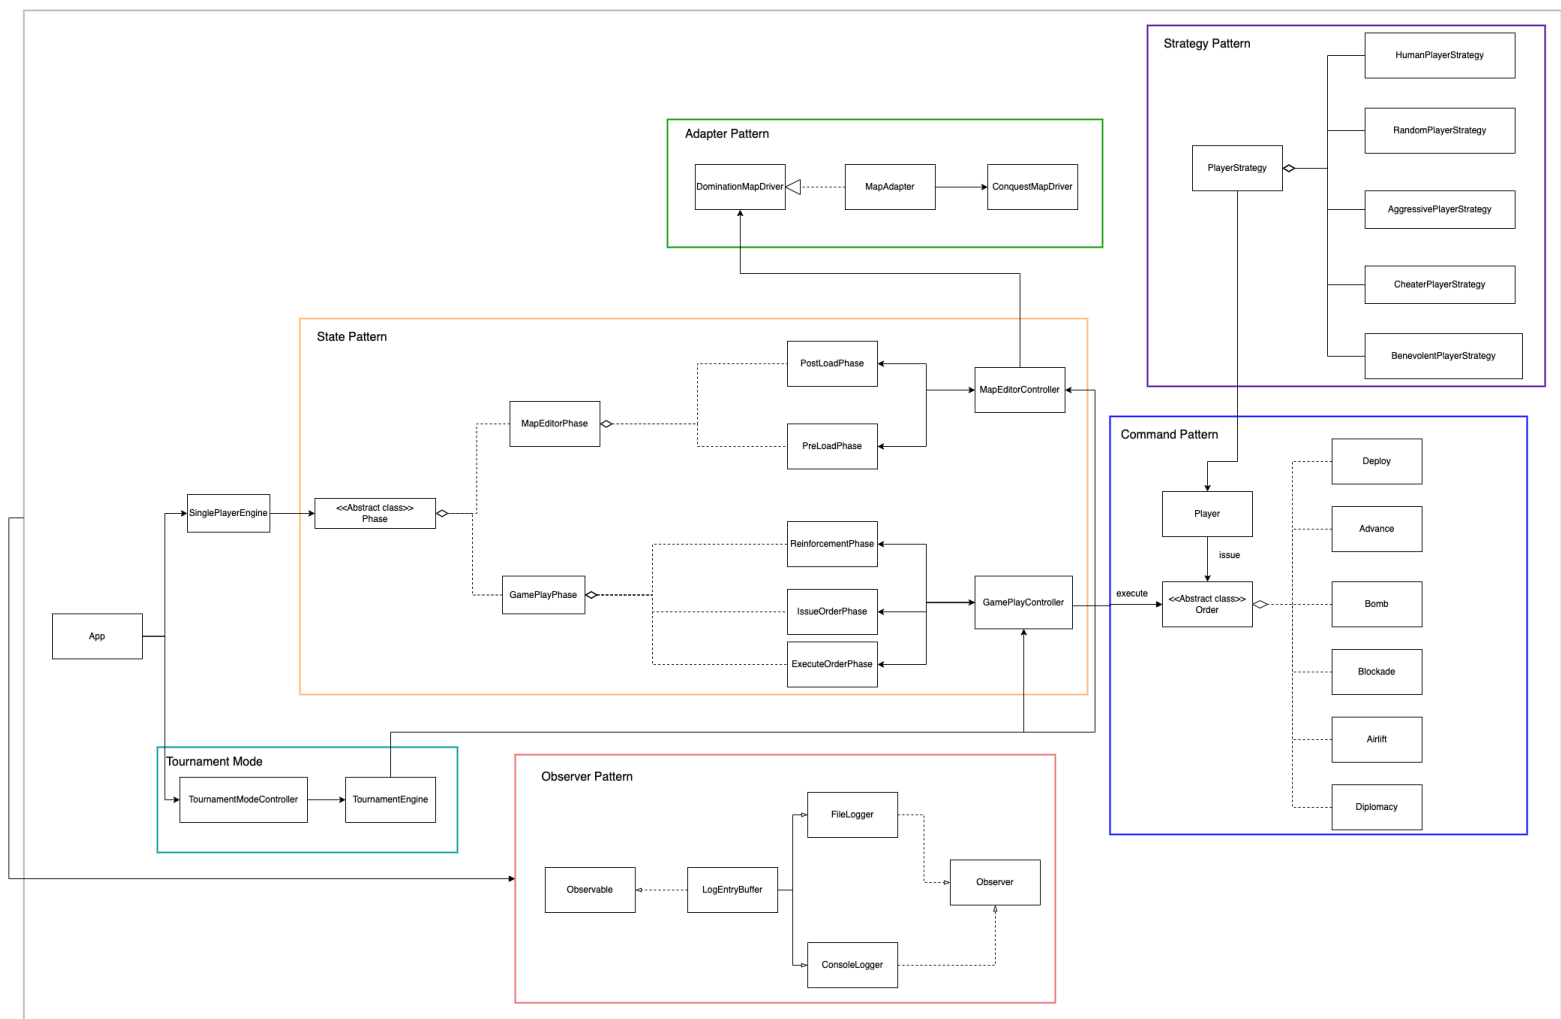 Strategy Pattern
HumanPlayerStrategy
RandomPlayerStrategy
PlayerStrategy
AggressivePlayerStrategy
CheaterPlayerStrategy
BenevolentPlayerStrategy
Adapter Pattern
DominationMapDriver
MapAdapter
ConquestMapDriver
State Pattern
PostLoadPhase
MapEditorController
MapEditorPhase
PreLoadPhase
SinglePlayerEngine
<<Abstract class>>
Phase
ReinforcementPhase
GamePlayPhase
IssueOrderPhase
GamePlayController
ExecuteOrderPhase
App
Command Pattern
Deploy
Player
Advance
issue
execute
<<Abstract class>>
Order
Bomb
Blockade
Airlift
Diplomacy
Tournament Mode
TournamentModeController
TournamentEngine
Observer Pattern
FileLogger
Observable
LogEntryBuffer
Observer
ConsoleLogger